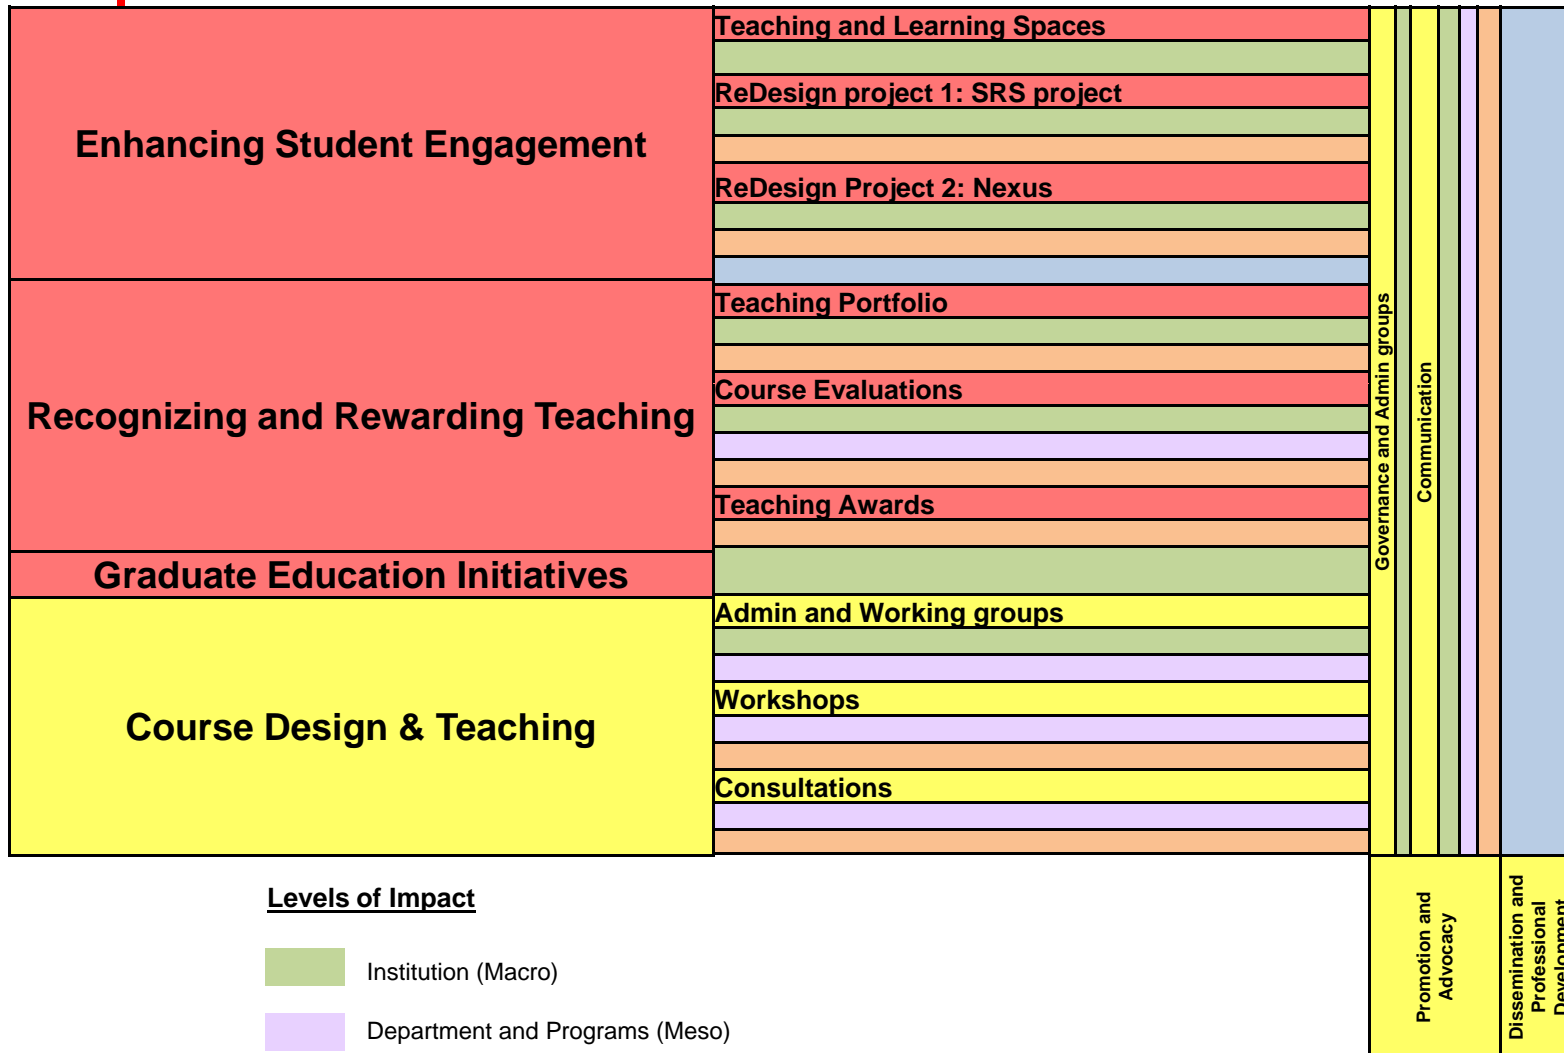 Teaching and Learning Spaces
ReDesign project 1: SRS project
Enhancing Student Engagement
ReDesign Project 2: Nexus
Teaching Portfolio
Course Evaluations
Recognizing and Rewarding Teaching
Teaching Awards
Graduate Education Initiatives
Admin and Working groups
Workshops
Course Design & Teaching
Consultations
Governance and Admin groups
Communication
Promotion and
Advocacy
Dissemination and
Professional
Development
Levels of Impact
Institution (Macro)
Department and Programs (Meso)